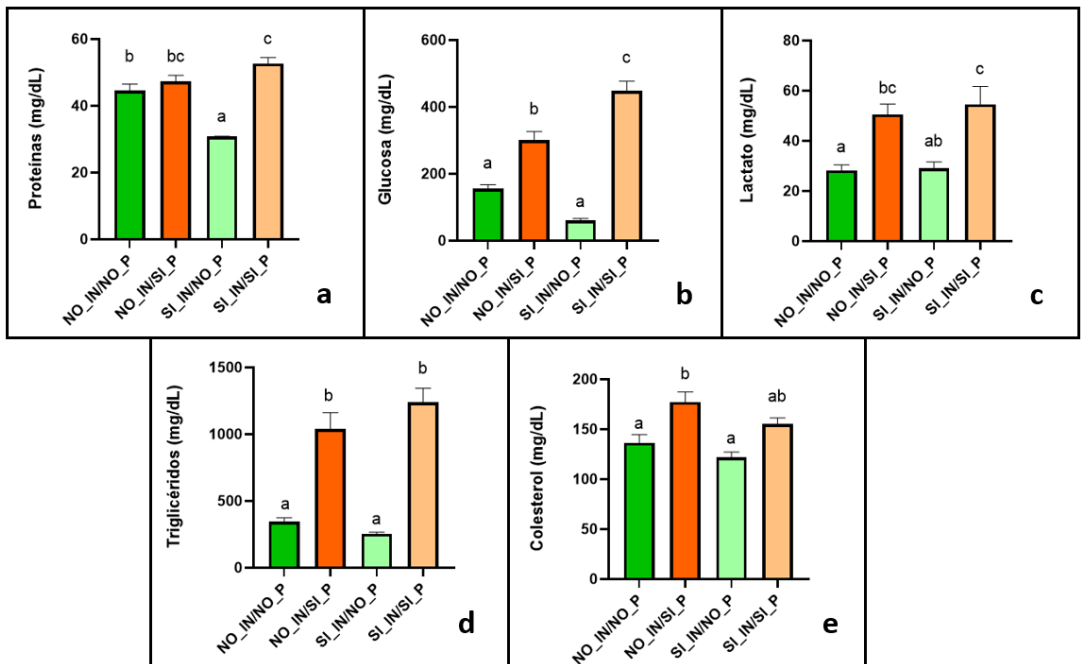 Proteínas (mg/dL)
60
40
20
0
b
bc
a
c
NO_IN/NO_P
NO_IN/SI_P
SI_IN/NO_P
SI_IN/SI_P
a
Glucosa (mg/dL)
600
400
200
0
a
b
a
c
NO_IN/NO_P
NO_IN/SI_P
SI_IN/NO_P
SI_IN/SI_P
b
Lactato (mg/dL)
80
60
40
20
0
a
bc
ab
c
NO_IN/NO_P
NO_IN/SI_P
SI_IN/NO_P
SI_IN/SI_P
c
Triglicéridos (mg/dL)
1500
1000
500
0
a
b
a
b
NO_IN/NO_P
NO_IN/SI_P
SI_IN/NO_P
SI_IN/SI_P
d
Colesterol (mg/dL)
200
150
100
50
0
a
b
a
ab
NO_IN/NO_P
NO_IN/SI_P
SI_IN/NO_P
SI_IN/SI_P
e